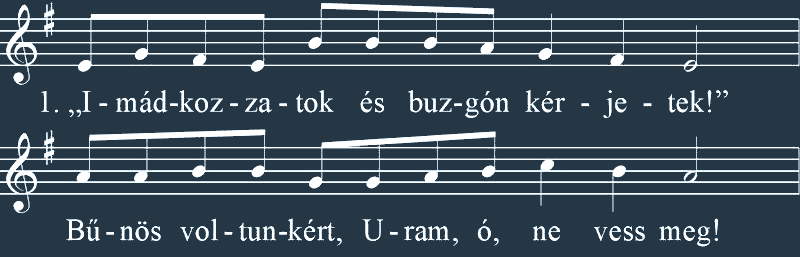 1. „I - mád-koz - za - tok és buz-gón kér - je - tek!”
Bű - nös vol - tun-kért, U - ram, ó, ne vess meg!